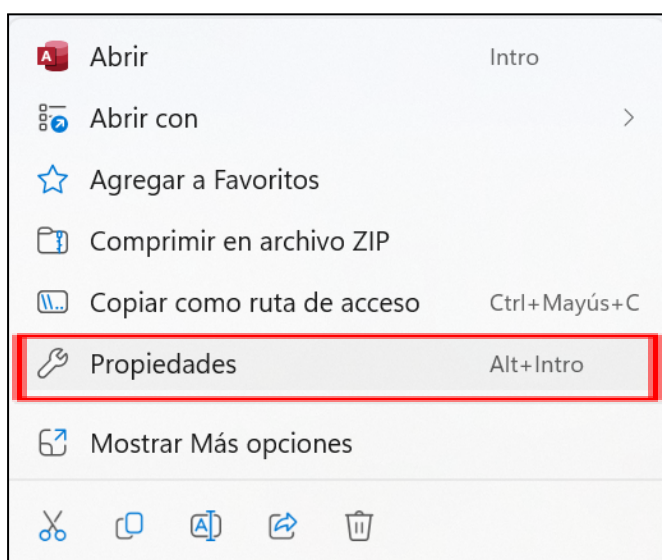 Abrir Intro
Abrir con
Agregar a Favoritos
Comprimir en archivo ZIP
Copiar como ruta de acceso Ctrl+Mayús+C
Propiedades Alt+Intro
Mostrar Más opciones